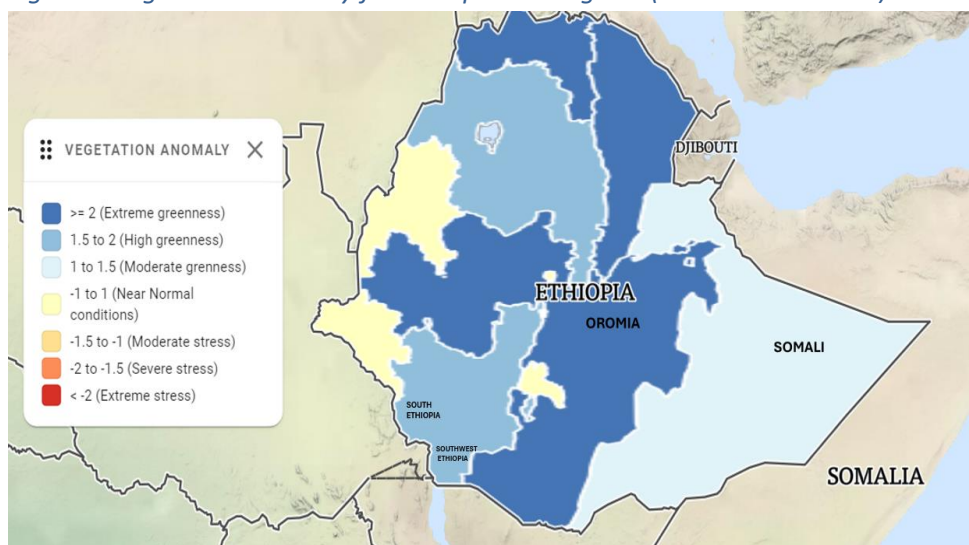 VEGETATION ANOMALY
>= 2 (Extreme greenness)
1.5 to 2 (High greenness)
1 to 1.5 (Moderate grenness)
-1 to 1 (Near Normal
conditions)
-1.5 to -1 (Moderate stress)
-2 to -1.5 (Severe stress)
< -2 (Extreme stress)
DJIBOUTI
ETHIOPIA
OROMIA
SOMALI
SOUTH
ETHIOPIA
SOUTHWEST
ETHIOPIA
SOMALIA